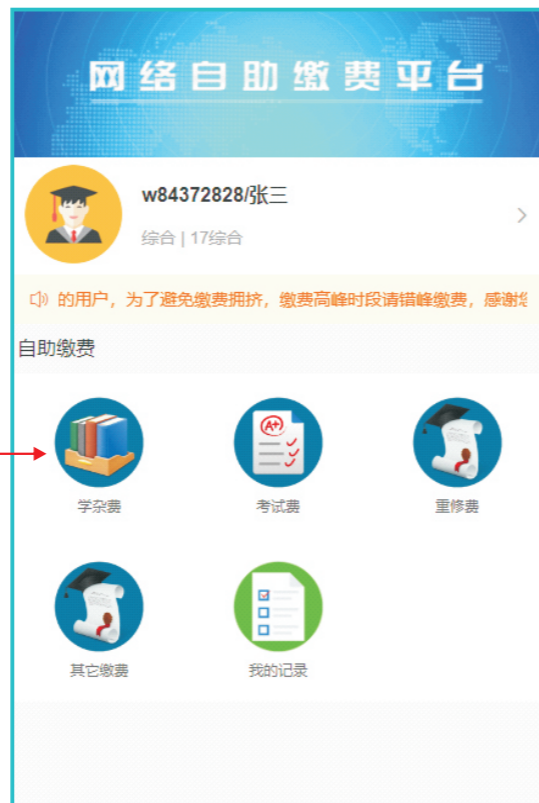 网络自助缴费平台
w84372828/张三
综合 | 17综合
的用户，为了避免缴费拥挤，缴费高峰时段请错峰缴费，感谢您
自助缴费
A+
学杂费 考试费 重修费
其它缴费 我的记录